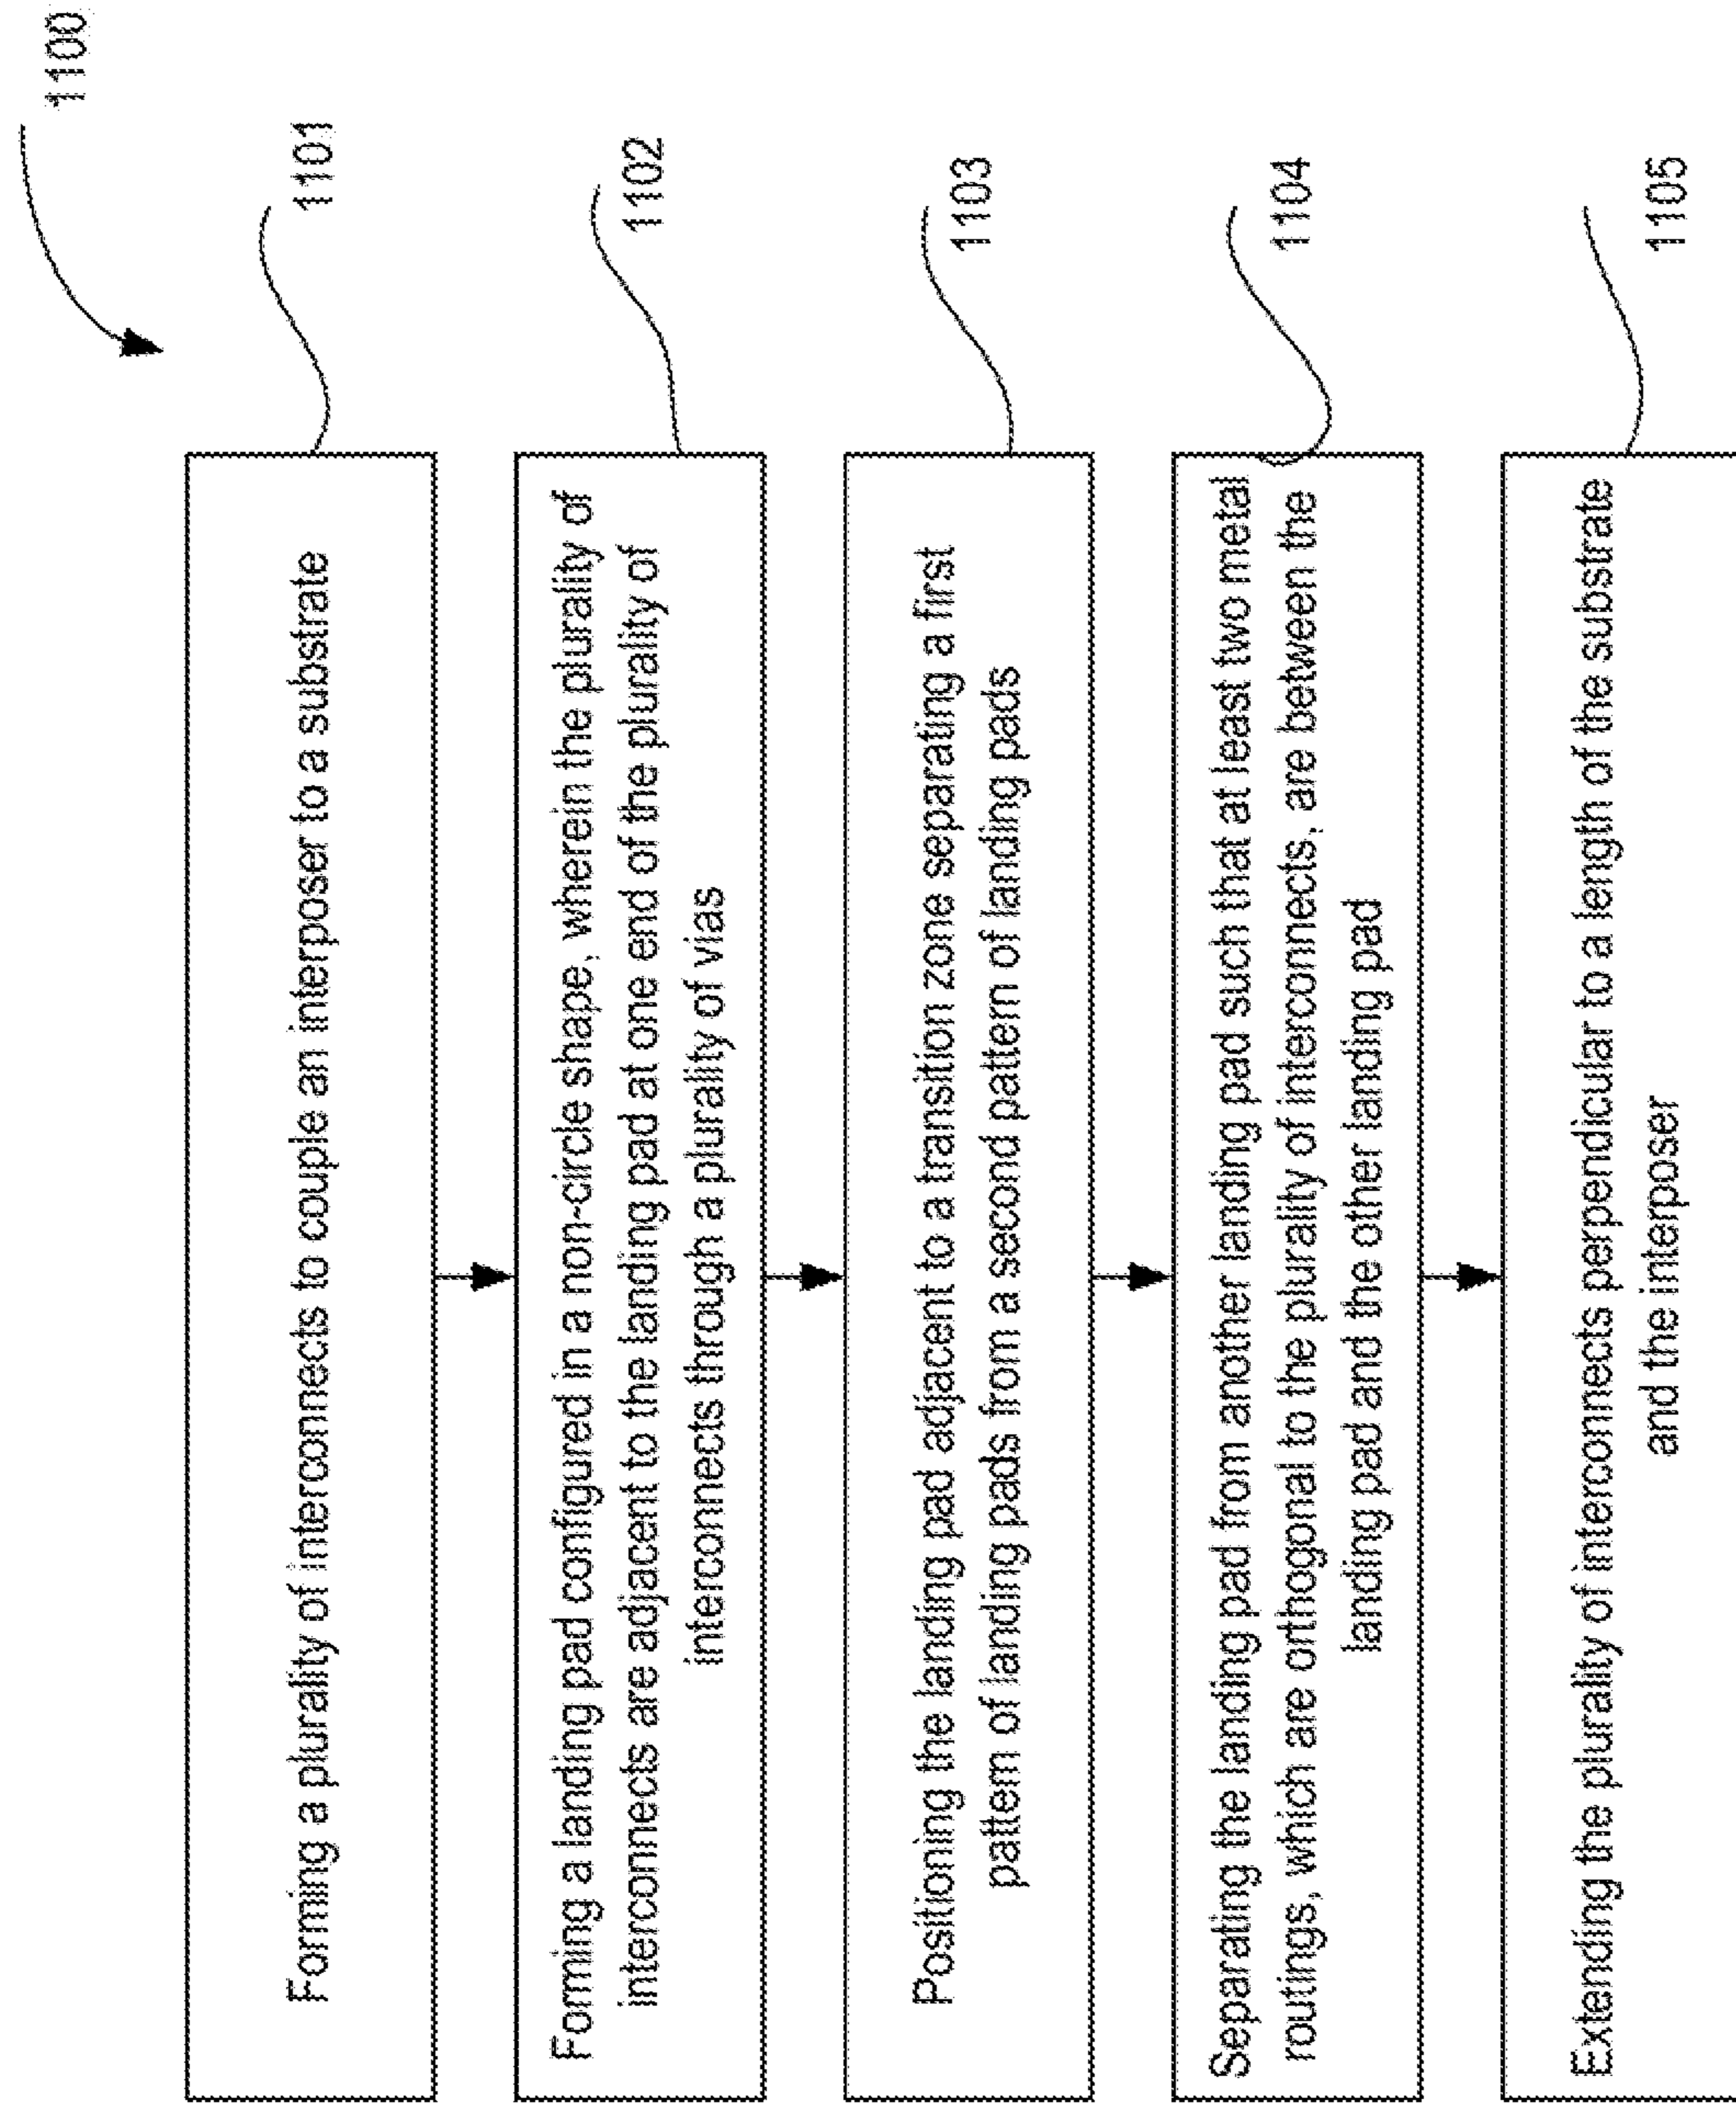 1100
Forming a plurality of interconnects to couple an interposer to a substrate
1101
Forming a landing pad configured in a non-circle shape, wherein the plurality of
interconnects are adjacent to the landing pad at one end of the plurality of
interconnects through a plurality of vias
1102
Positioning the landing pad adjacent to a transition zone separating a first
pattern of landing pads from a second pattern of landing pads
1103
Separating the landing pad from another landing pad such that at least two metal
routings, which are orthogonal to the plurality of interconnects, are between the
landing pad and the other landing pad
1104
Extending the plurality of interconnects perpendicular to a length of the substrate
and the interposer
1105